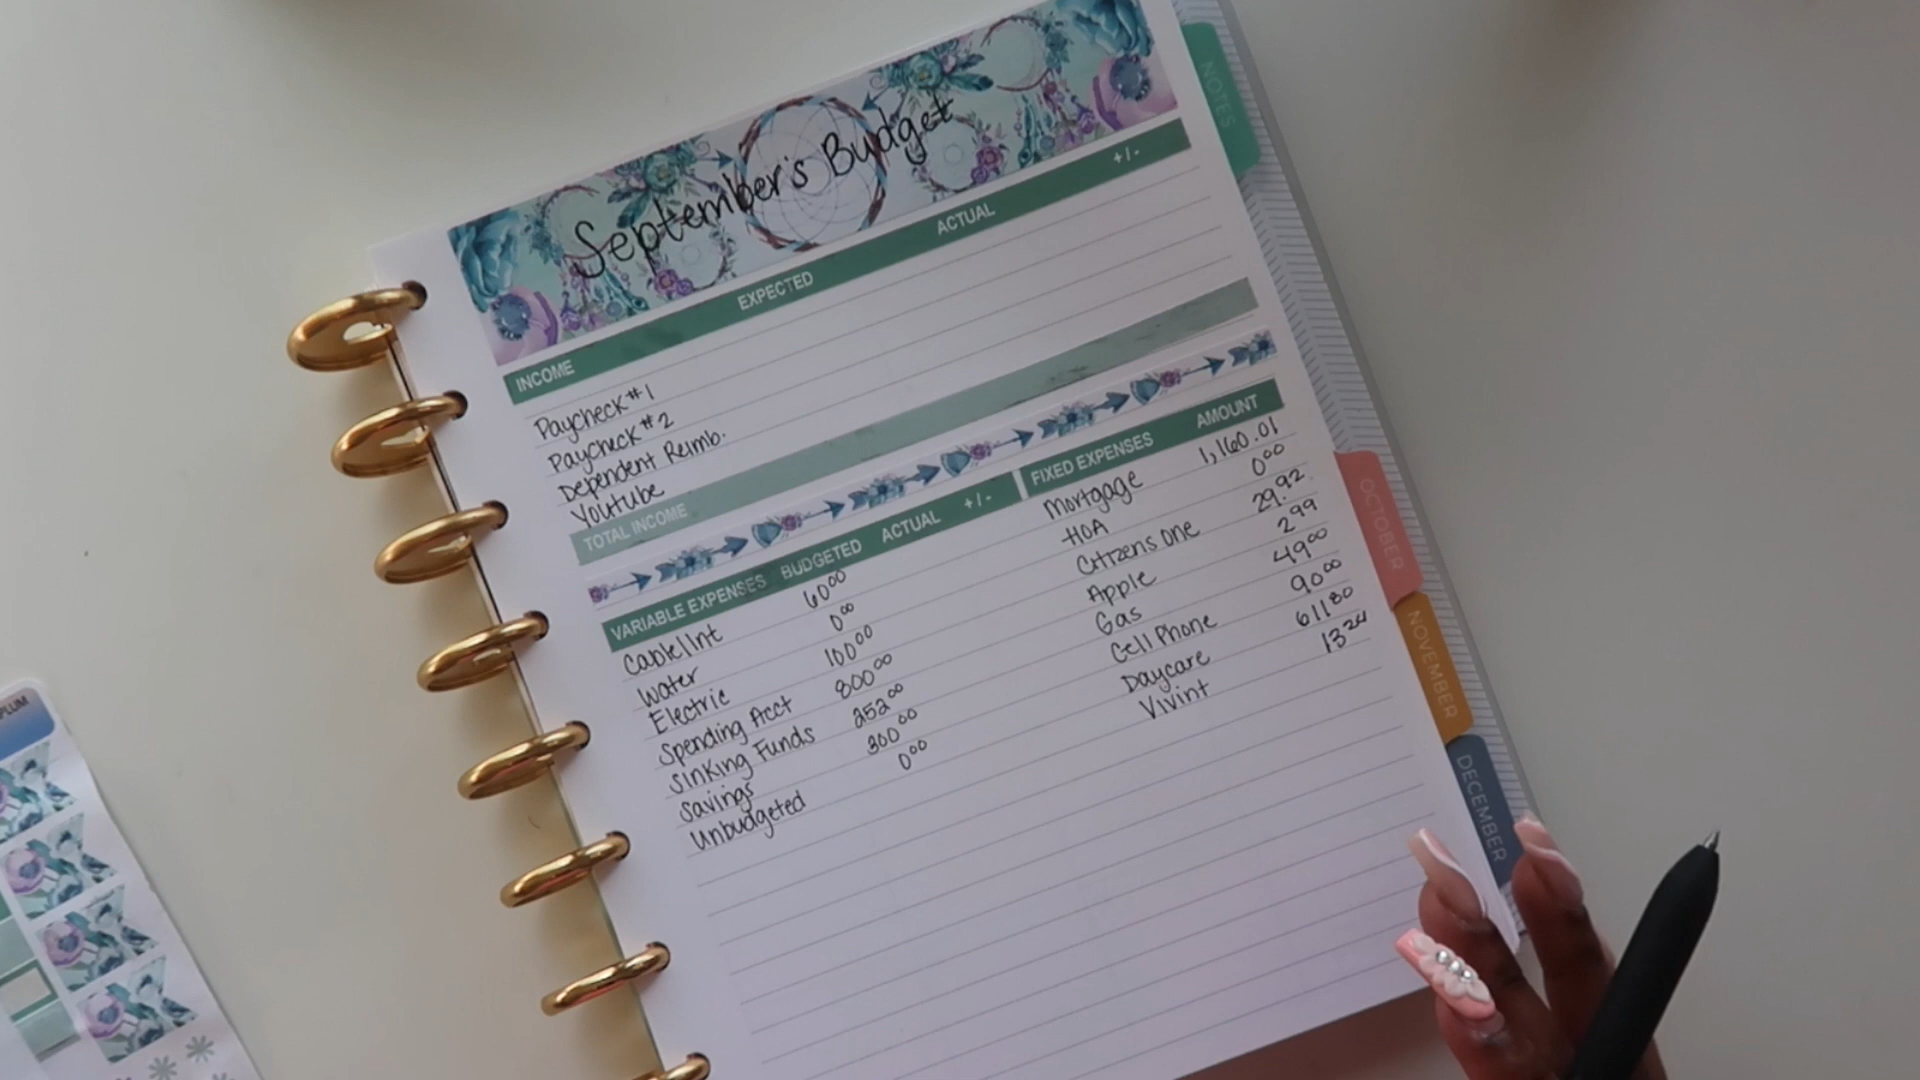 September's Budget
INCOME EXPECTED ACTUAL +/-
Paycheck #1
Paycheck #2
Dependent Reimb.
Youtube
TOTAL INCOME
VARIABLE EXPENSES BUDGETED ACTUAL +/-
Cable/Int 60.00
Water 0.00
Electric 100.00
Spending Acct 800.00
Sinking Funds 252.00
Savings 300.00
Unbudgeted 0.00
FIXED EXPENSES AMOUNT
Mortgage 1,160.01
HOA 0.00
Citizens One 29.92
Apple 2.99
Gas 49.00
Cell Phone 90.00
Daycare 611.80
Vivint 13.24
NOTES
OCTOBER
NOVEMBER
DECEMBER
PLUM